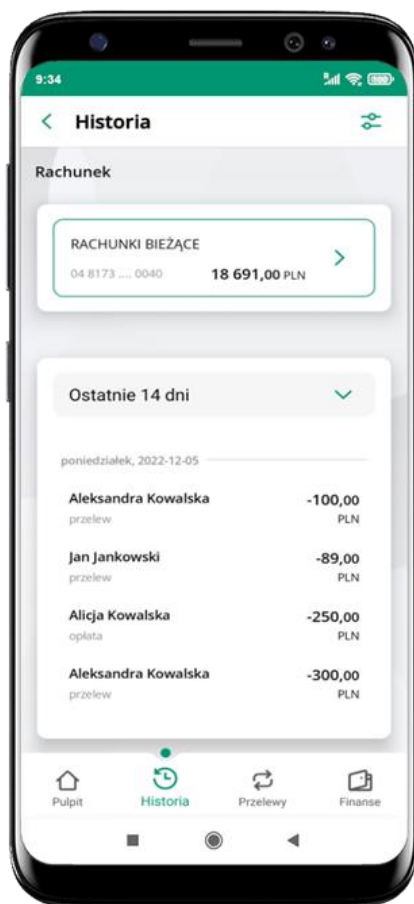 9:34
Historia
Rachunek
RACHUNKI BIEŻĄCE
04 8173 .... 0040 18 691,00 PLN
Ostatnie 14 dni
poniedziałek, 2022-12-05
Aleksandra Kowalska -100,00
przelew PLN
Jan Jankowski -89,00
przelew PLN
Alicja Kowalska -250,00
opłata PLN
Aleksandra Kowalska -300,00
przelew PLN
Pulpit Historia Przelewy Finanse